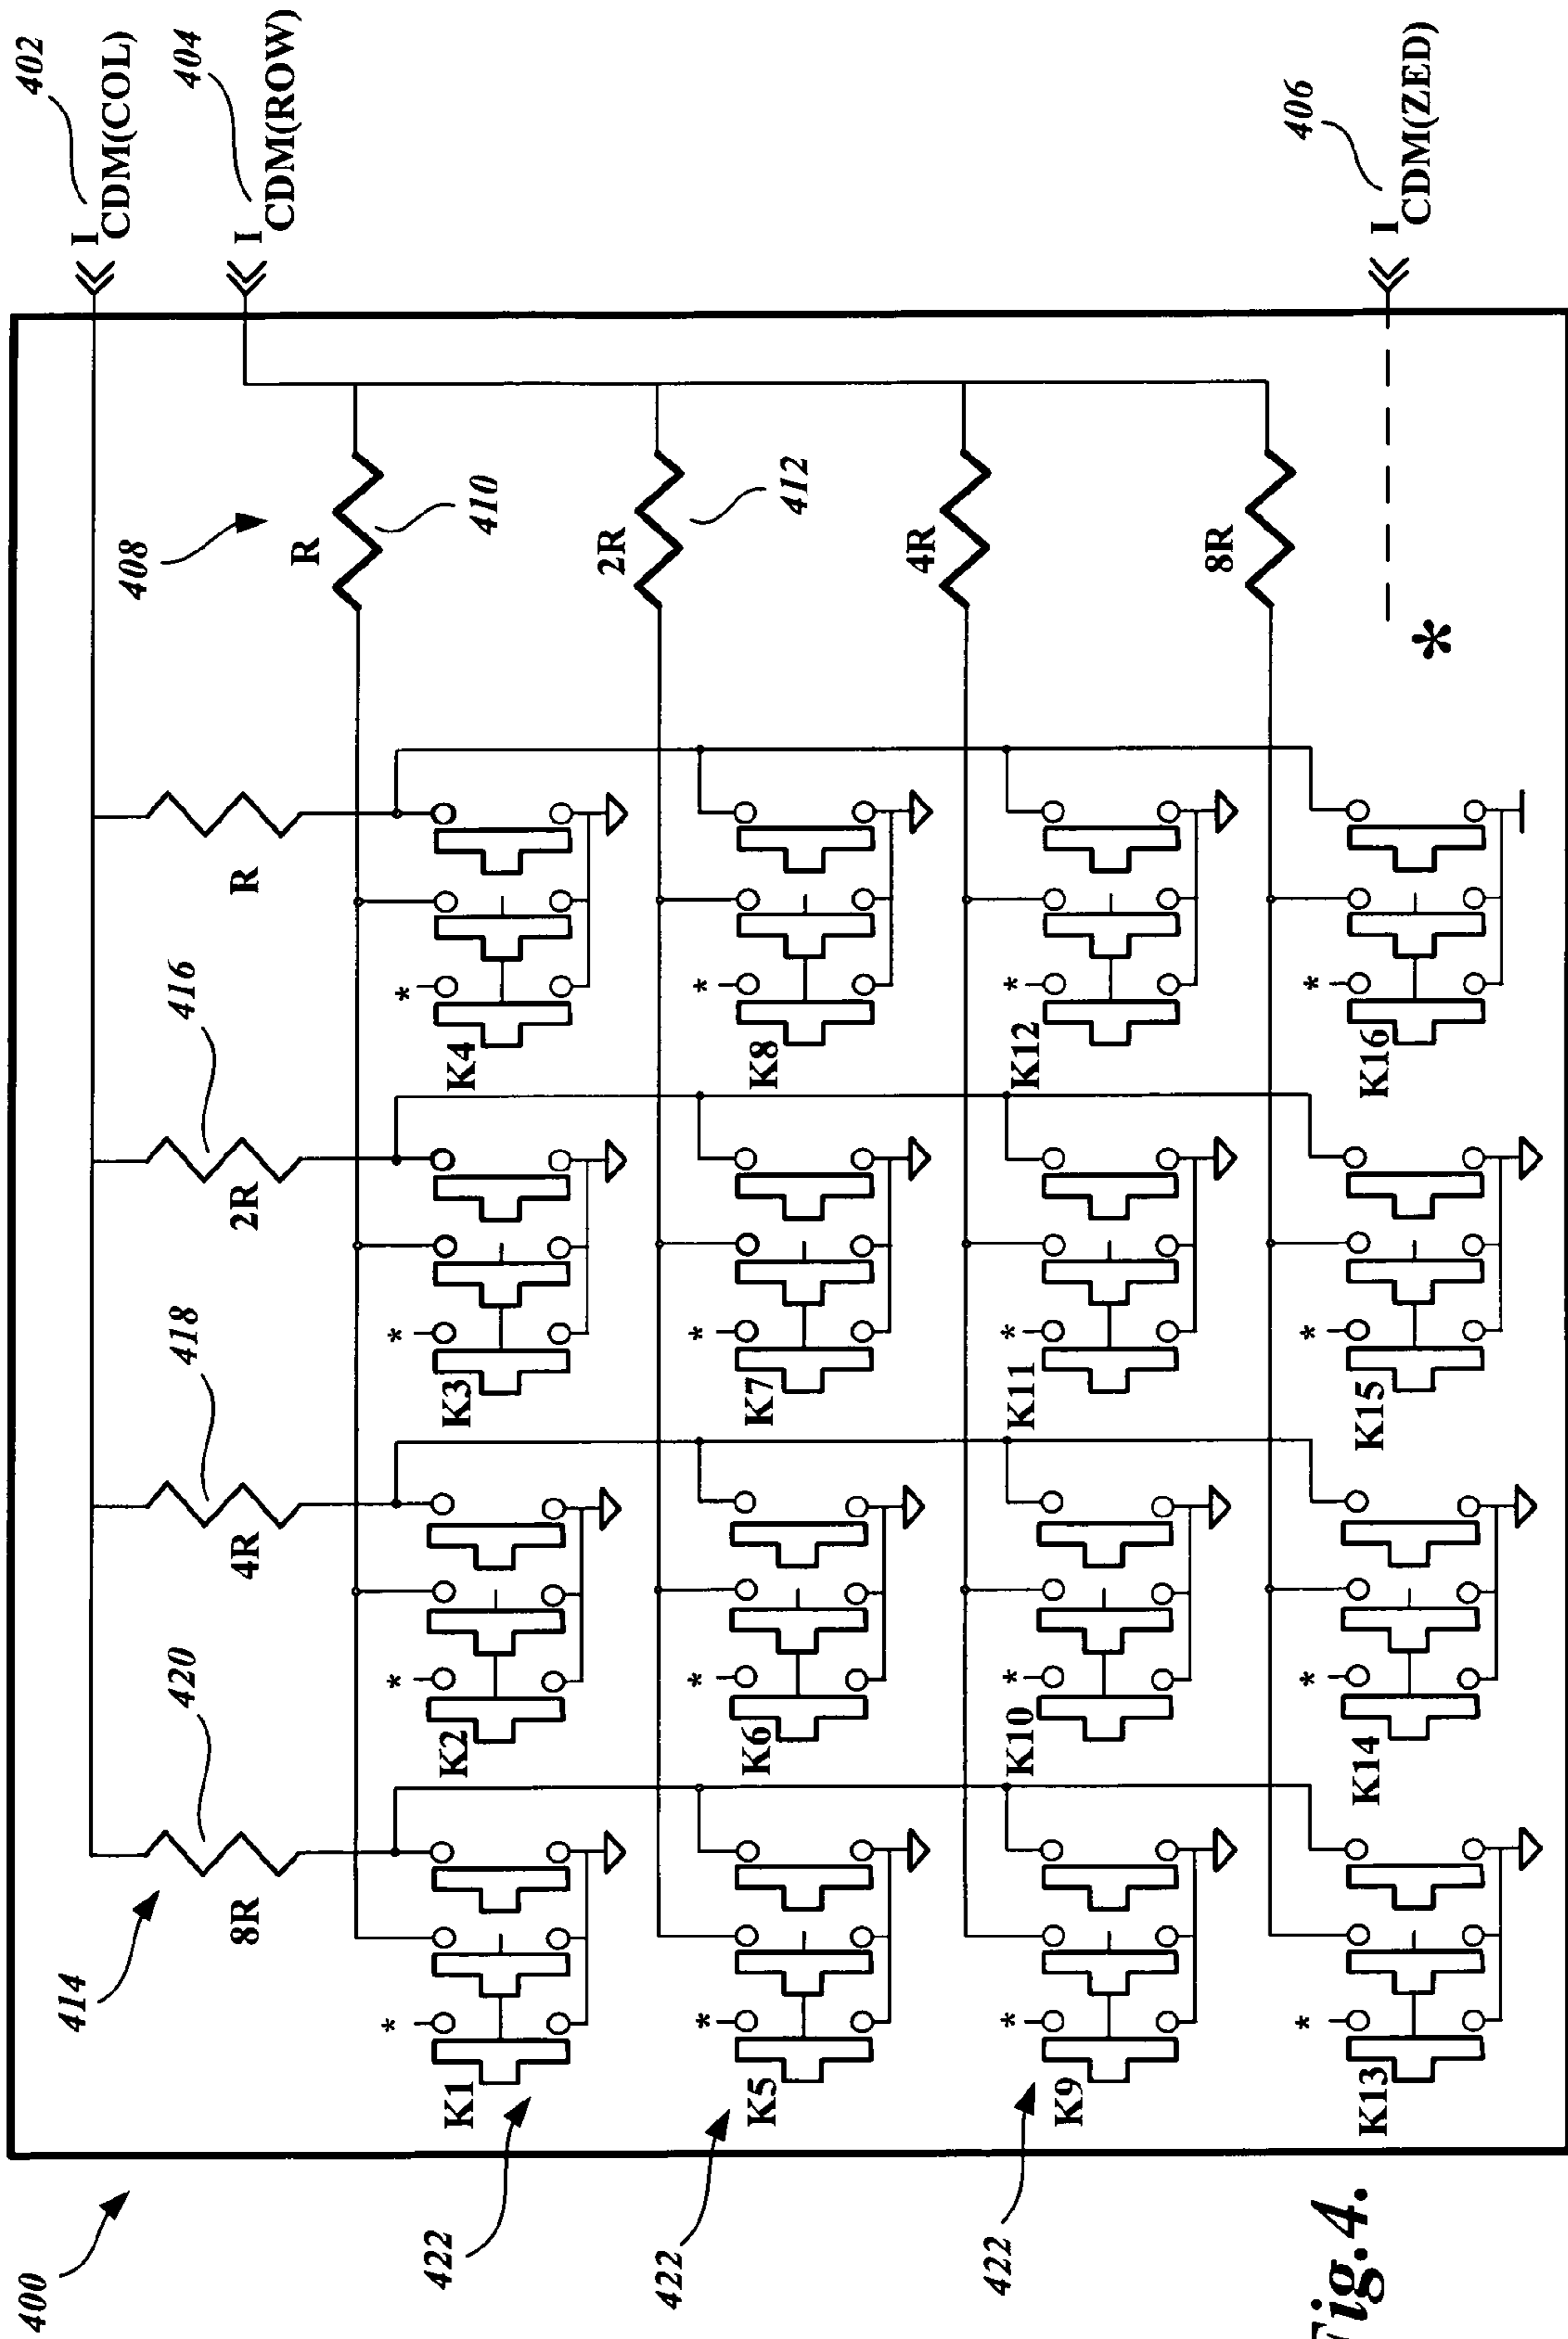 400
402
I
CDM(COL)
404
I
CDM(ROW)
414
8R
420
4R
418
2R
416
R
408
R
410
K1
*
K2
*
K3
*
K4
*
422
2R
412
K5
*
K6
*
K7
*
K8
*
422
4R
K9
*
K10
*
K11
*
K12
*
422
8R
K13
*
K14
*
K15
*
K16
*
*
406
I
CDM(ZED)
Fig.4.